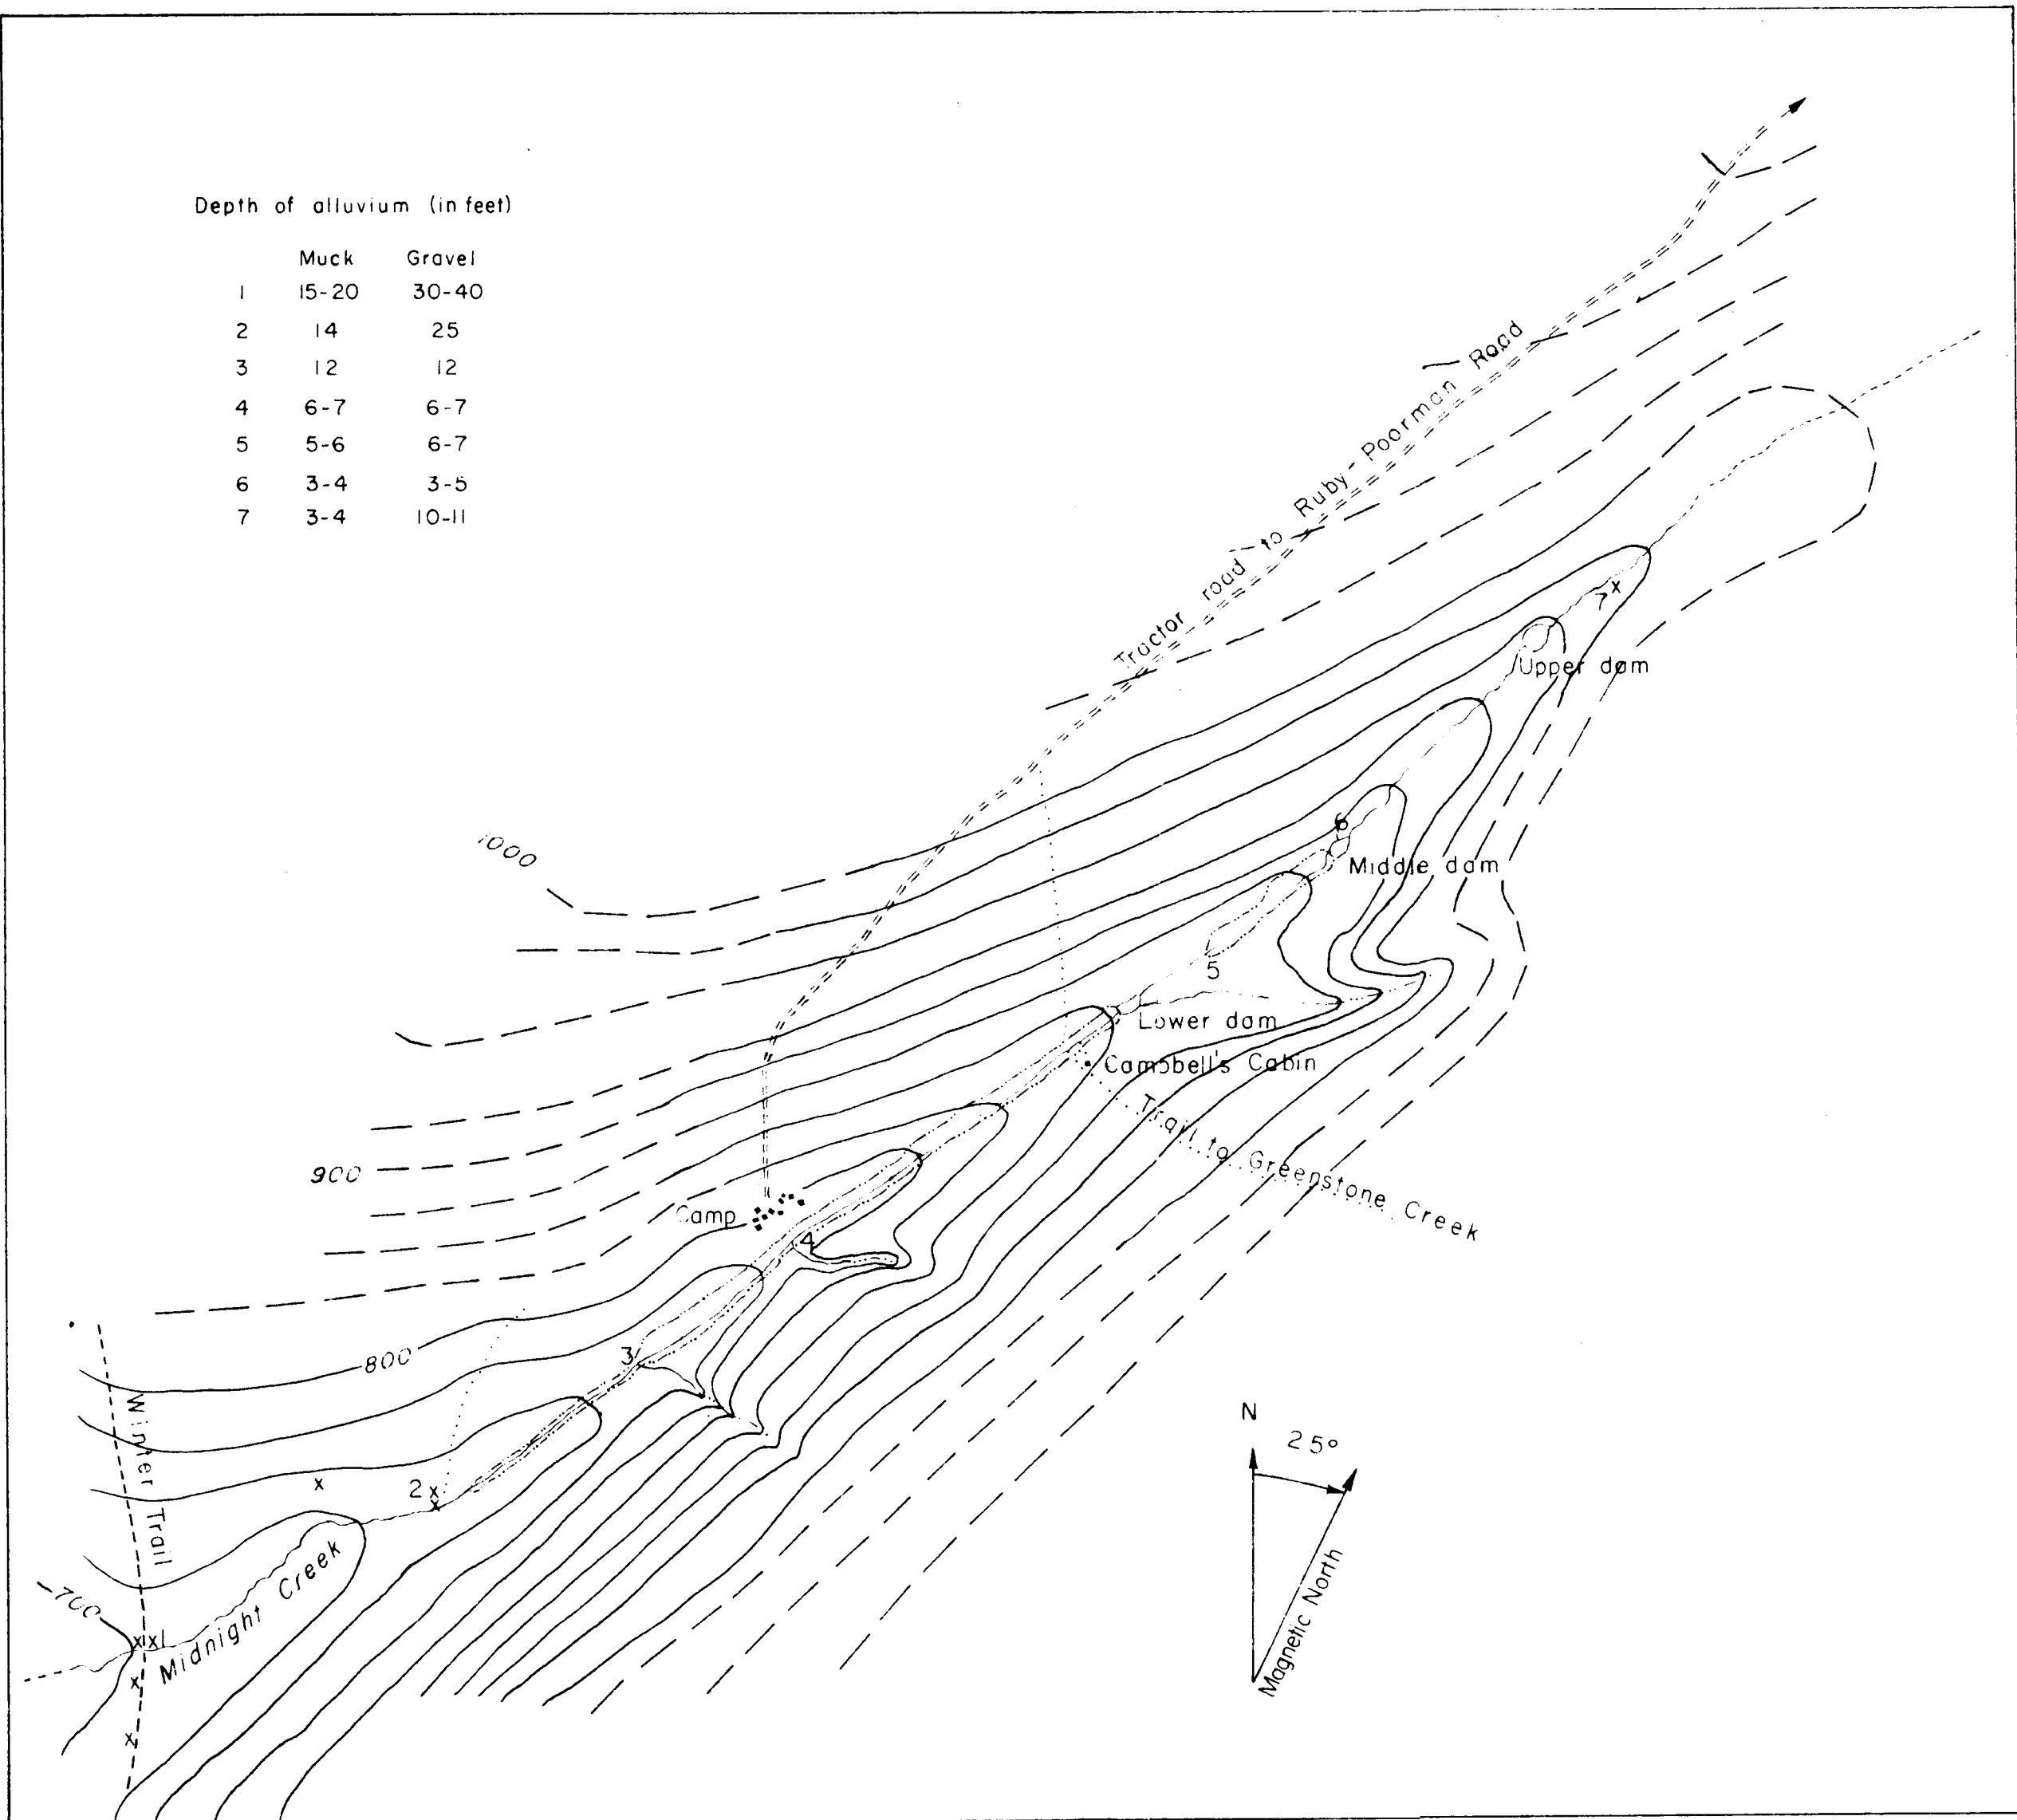 Depth of alluvium (in feet)
Muck Gravel
1 15-20 30-40
2 14 25
3 12 12
4 6-7 6-7
5 5-6 6-7
6 3-4 3-5
7 3-4 10-11
Tractor road to Ruby-Poorman Road
7
Upper dam
1000
6
Middle dam
5
Lower dam
Campbell's Cabin
Trail to Greenstone Creek
900
Camp
4
800
3
Winter Trail
2
700
1
Midnight Creek
N
25°
Magnetic North